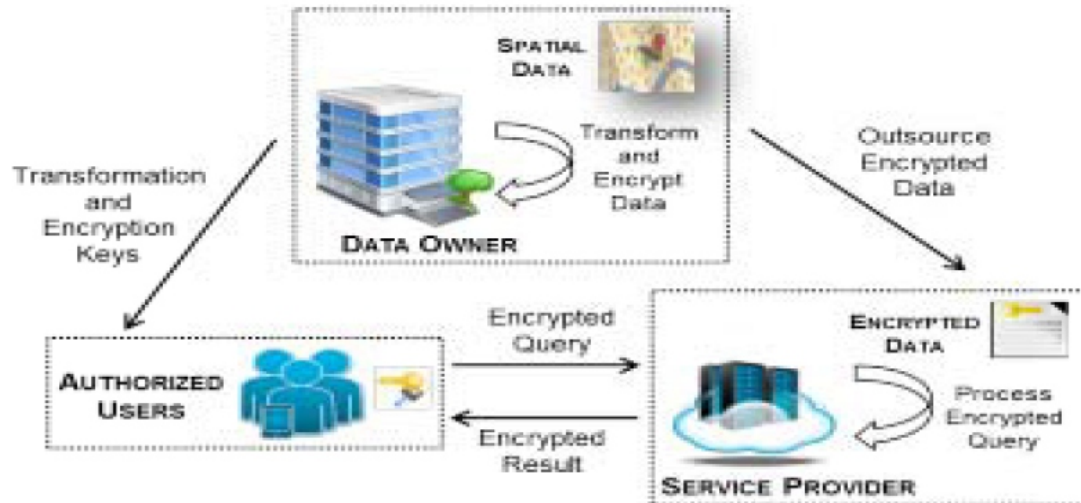 SPATIAL
DATA
Transform
and
Encrypt
Data
DATA OWNER
Transformation
and
Encryption
Keys
Outsource
Encrypted
Data
AUTHORIZED
USERS
Encrypted
Query
Encrypted
Result
ENCRYPTED
DATA
Process
Encrypted
Query
SERVICE PROVIDER